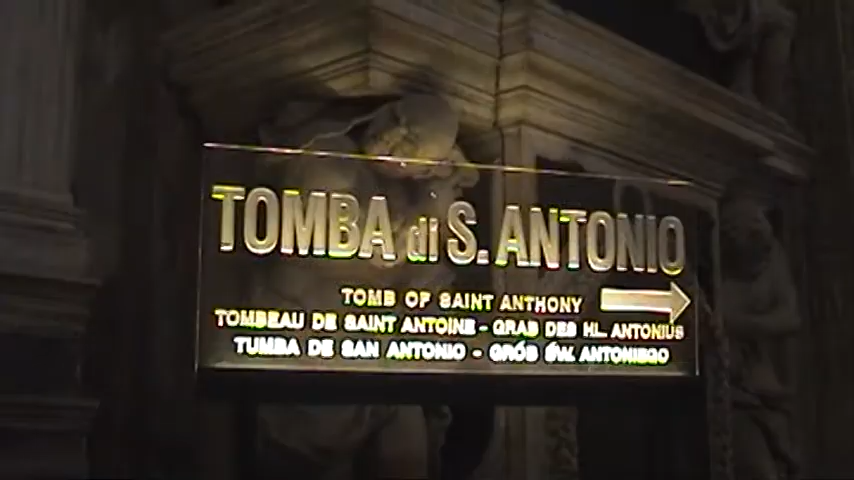 TOMBA di S. ANTONIO
TOMB OF SAINT ANTHONY
TOMBEAU DE SAINT ANTOINE - GRAB DES HL. ANTONIUS
TUMBA DE SAN ANTONIO - GRÓB ŚW. ANTONIEGO